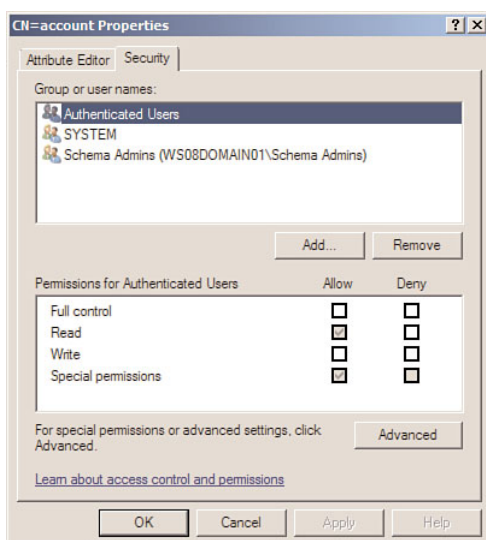 CN=account Properties
Attribute Editor Security
Group or user names:
Authenticated Users
SYSTEM
Schema Admins (WS08DOMAIN01\Schema Admins)
Add... Remove
Permissions for Authenticated Users Allow Deny
Full control
Read
Write
Special permissions
For special permissions or advanced settings, click
Advanced.
Advanced
Learn about access control and permissions
OK Cancel Apply Help